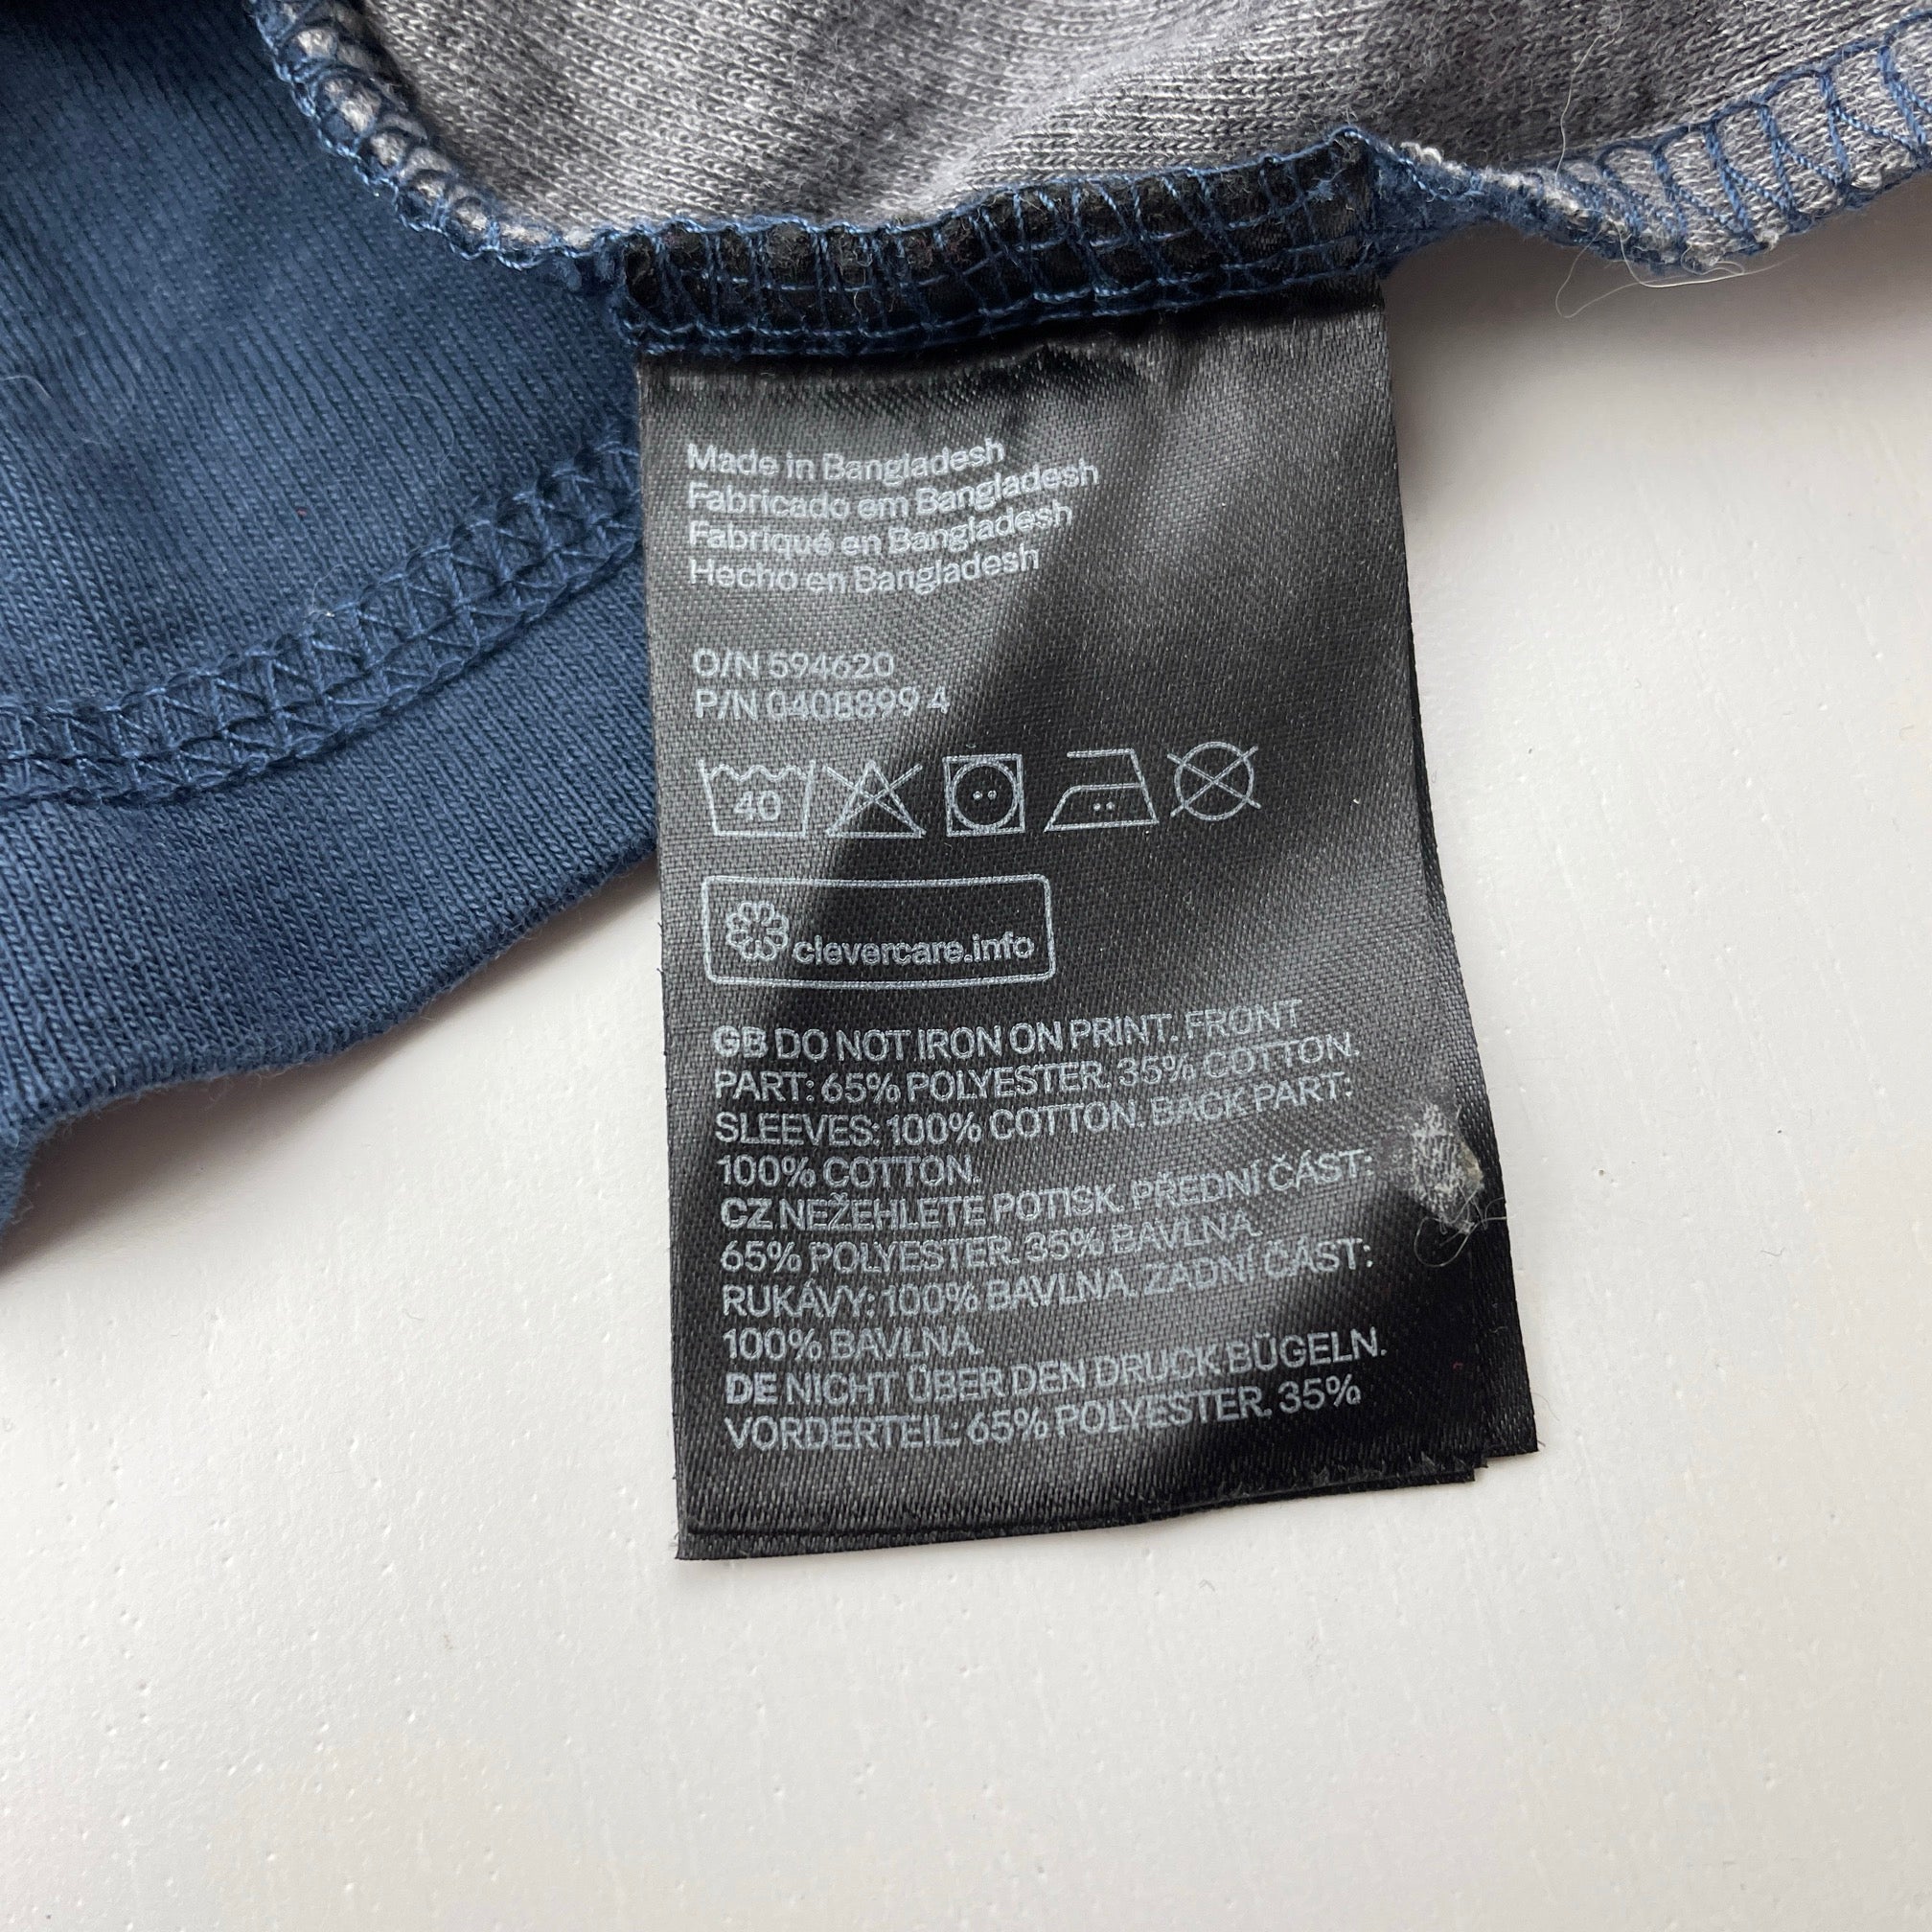 Made in Bangladesh
Fabricado em Bangladesh
Fabriqué en Bangladesh
Hecho en Bangladesh
O/N 594620
P/N 0408899 4
40
clevercare.info
GB DO NOT IRON ON PRINT. FRONT
PART: 65% POLYESTER. 35% COTTON.
SLEEVES: 100% COTTON. BACK PART:
100% COTTON.
CZ NEŽEHLETE POTISK. PŘEDNÍ ČÁST:
65% POLYESTER. 35% BAVLNA.
RUKÁVY: 100% BAVLNA. ZADNÍ ČÁST:
100% BAVLNA.
DE NICHT ÜBER DEN DRUCK BÜGELN.
VORDERTEIL: 65% POLYESTER. 35%